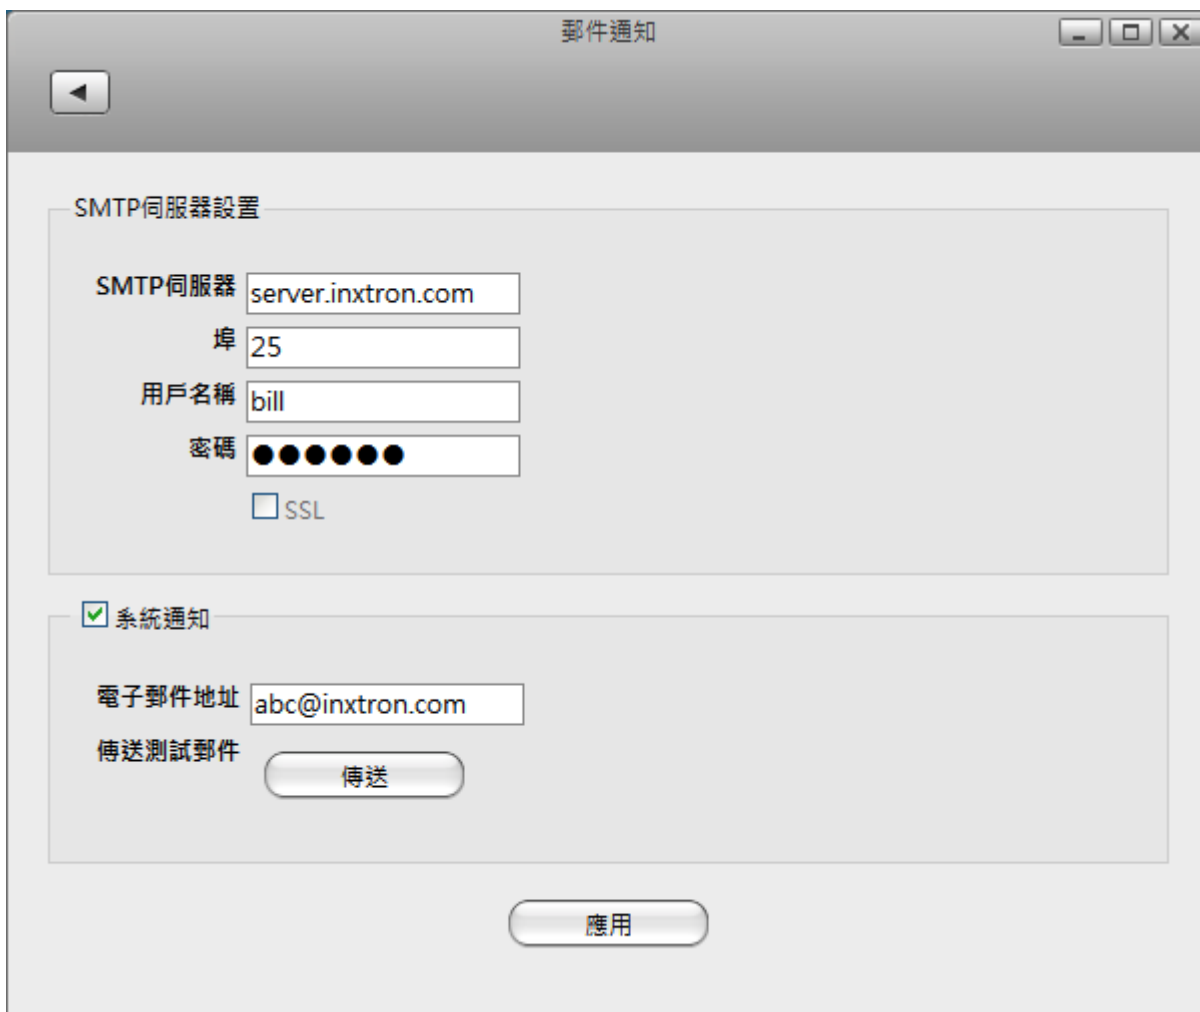 郵件通知
SMTP伺服器設置
SMTP伺服器 server.inxtron.com
埠 25
用戶名稱 bill
密碼 ●●●●●●
SSL
系統通知
電子郵件地址 abc@inxtron.com
傳送測試郵件
傳送
應用